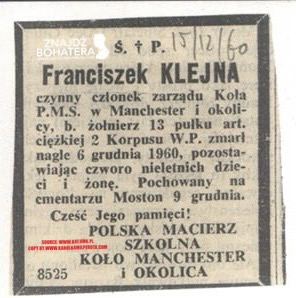 ZNAJDŹ
BOHATERA
Ś. † P.
15/12/60
Franciszek KLEJNA
czynny członek zarządu Koła
P.M.S. w Manchester i okoli-
cy, b. żołnierz 13 pułku art.
ciężkiej 2 Korpusu W.P. zmarł
nagle 6 grudnia 1960, pozosta-
wiając czworo nieletnich dzie-
ci i żonę. Pochowany na
cmentarzu Moston 9 grudnia.
Cześć Jego pamięci!
POLSKA MACIERZ
SZKOLNA
KOŁO MANCHESTER
i OKOLICA
8525